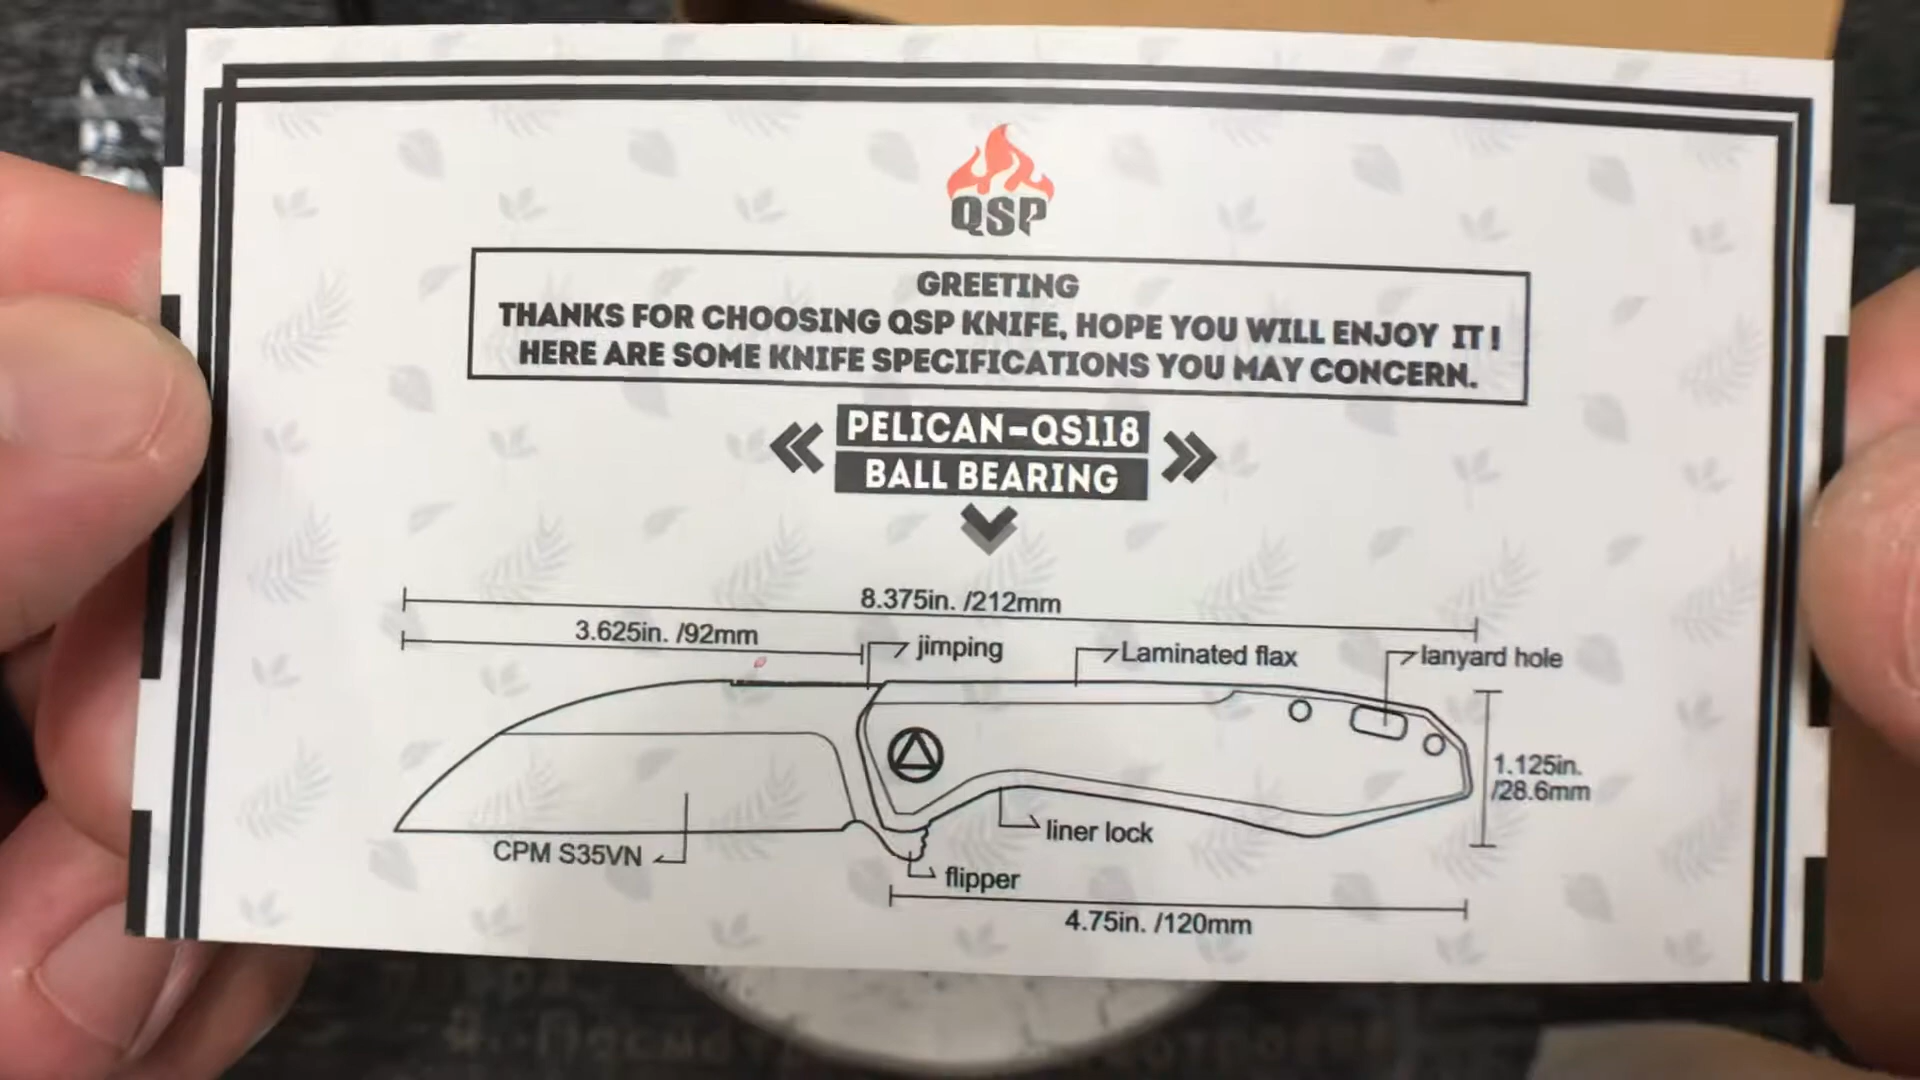 QSP
GREETING
THANKS FOR CHOOSING QSP KNIFE, HOPE YOU WILL ENJOY IT!
HERE ARE SOME KNIFE SPECIFICATIONS YOU MAY CONCERN.
PELICAN-QS118
BALL BEARING
8.375in. /212mm
3.625in. /92mm
jimping
Laminated flax
lanyard hole
1.125in.
/28.6mm
liner lock
CPM S35VN
flipper
4.75in. /120mm